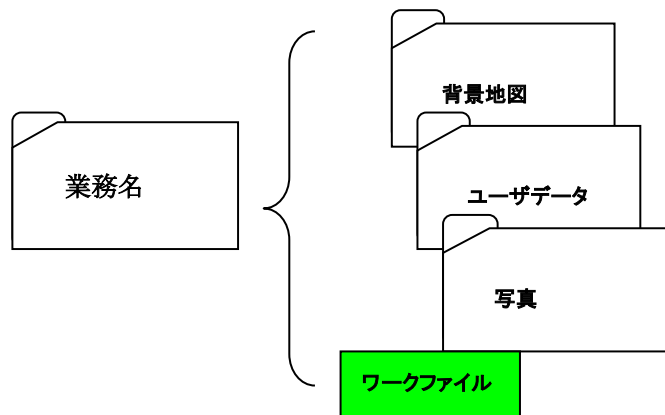 業務名
背景地図
ユーザデータ
写真
ワークファイル